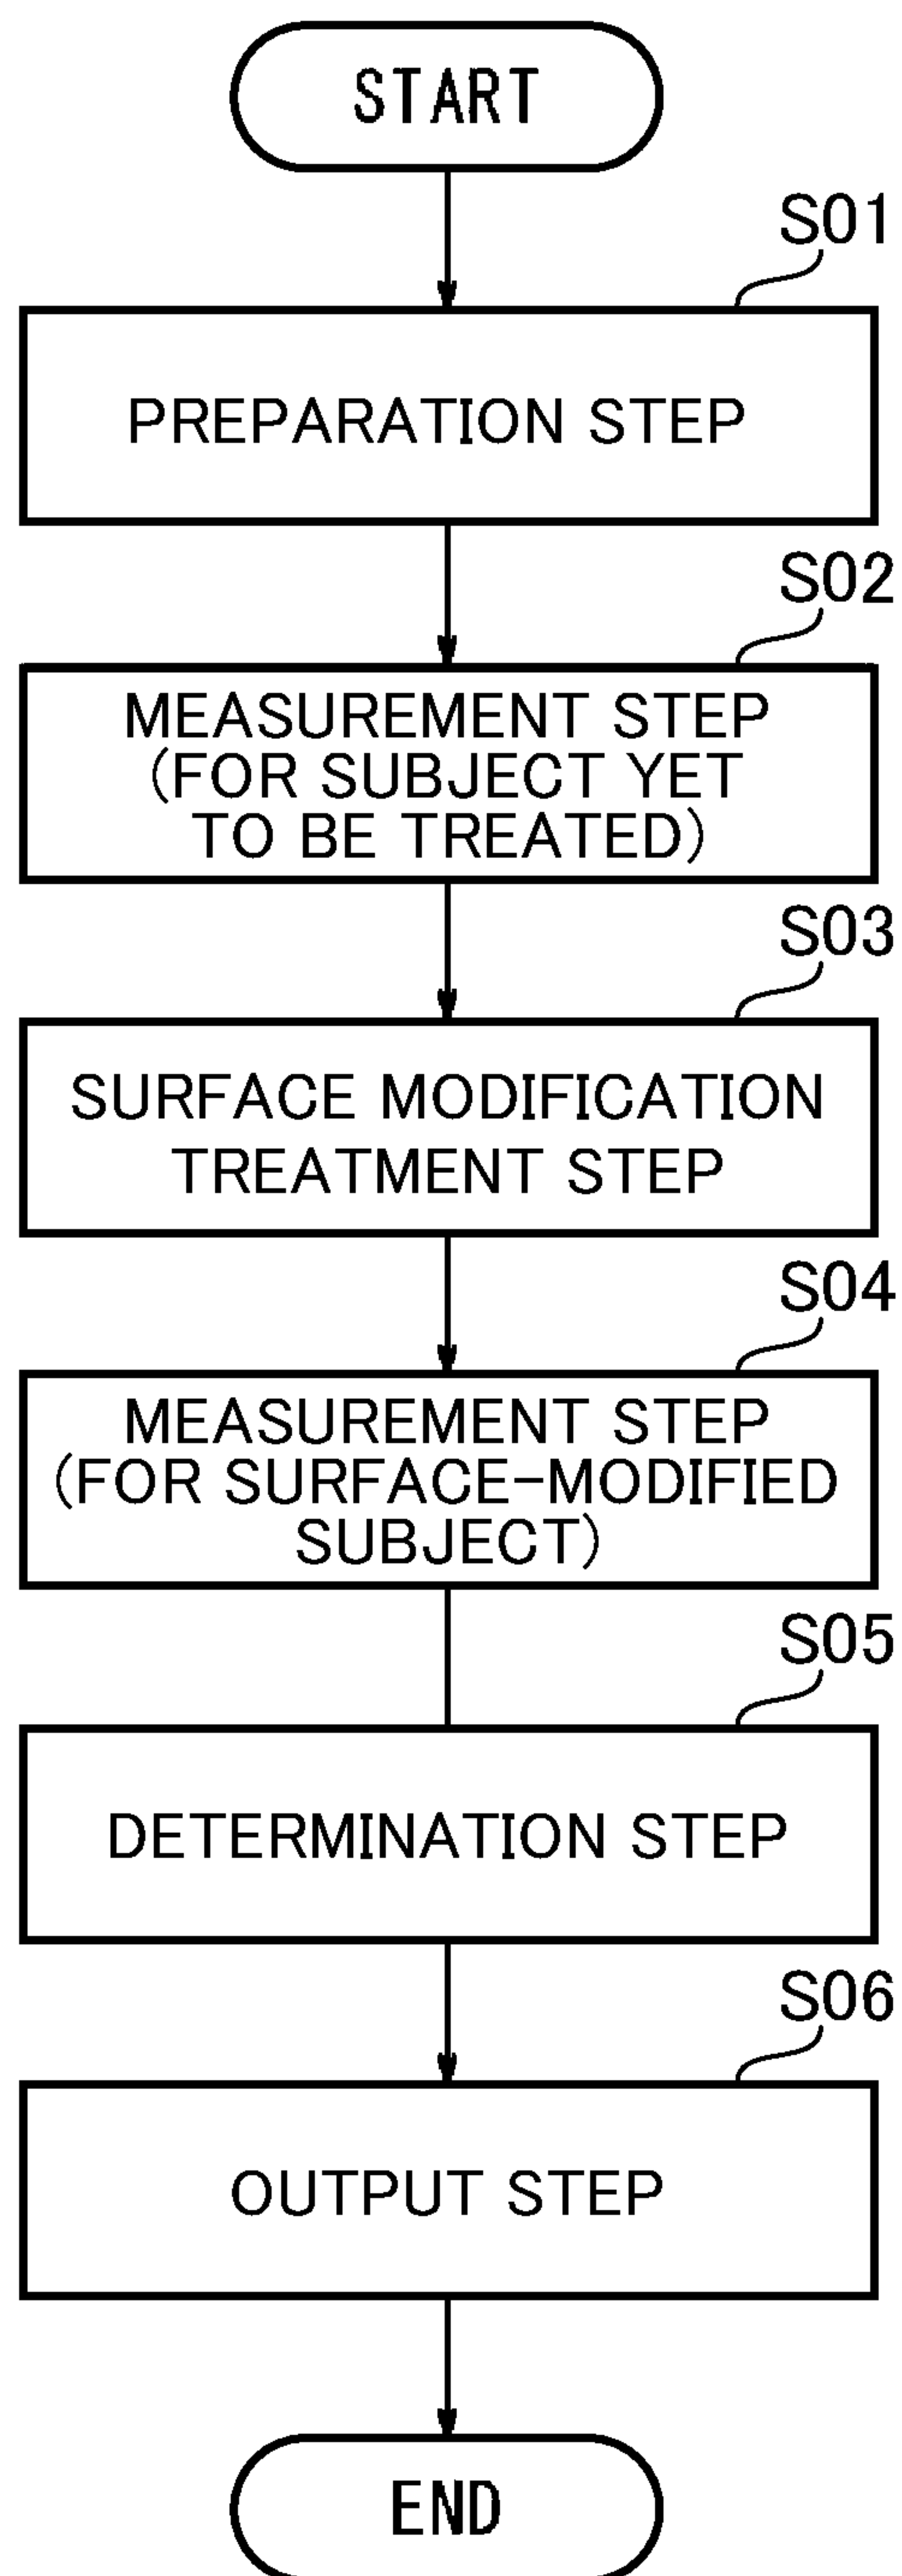 START
S01
PREPARATION STEP
S02
MEASUREMENT STEP
(FOR SUBJECT YET
TO BE TREATED)
S03
SURFACE MODIFICATION
TREATMENT STEP
S04
MEASUREMENT STEP
(FOR SURFACE-MODIFIED
SUBJECT)
S05
DETERMINATION STEP
S06
OUTPUT STEP
END